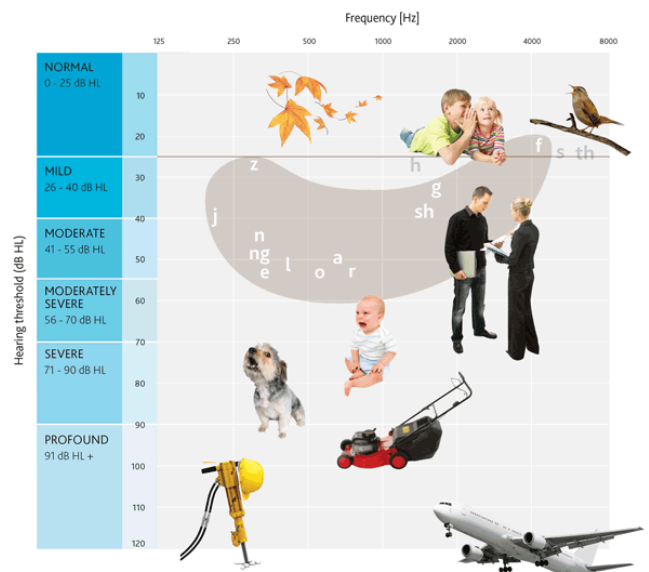 Frequency [Hz]
125 250 500 1000 2000 4000 8000
Hearing threshold (dB HL)
NORMAL
0 - 25 dB HL
MILD
26 - 40 dB HL
MODERATE
41 - 55 dB HL
MODERATELY
SEVERE
56 - 70 dB HL
SEVERE
71 - 90 dB HL
PROFOUND
91 dB HL +
10
20
30
40
50
60
70
80
90
100
110
120
f s th
z h
g
j sh
n
ng a
e l o r